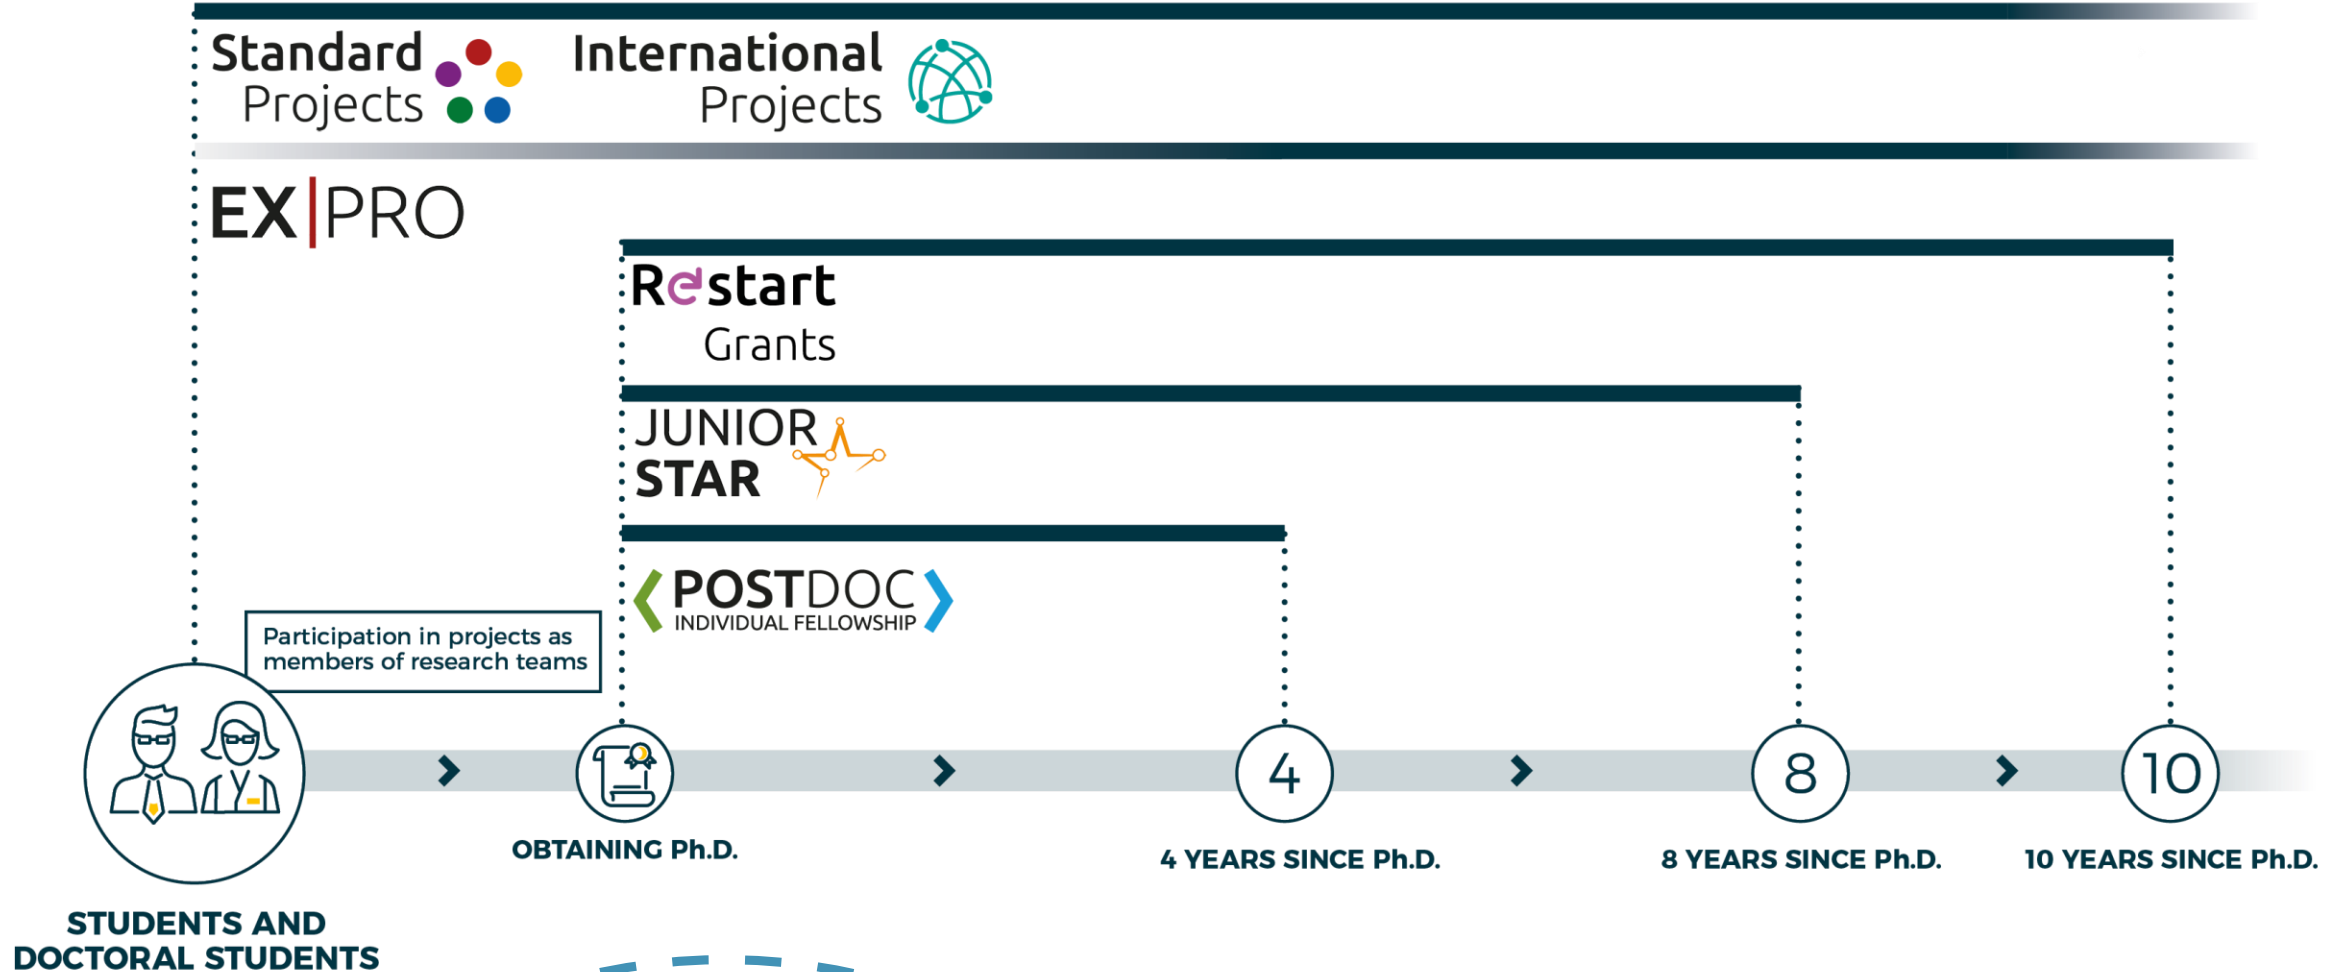 Standard
Projects
International
Projects
EX|PRO
Restart
Grants
JUNIOR
STAR
POSTDOC
INDIVIDUAL FELLOWSHIP
Participation in projects as
members of research teams
4
8
10
OBTAINING Ph.D.
4 YEARS SINCE Ph.D.
8 YEARS SINCE Ph.D.
10 YEARS SINCE Ph.D.
STUDENTS AND
DOCTORAL STUDENTS